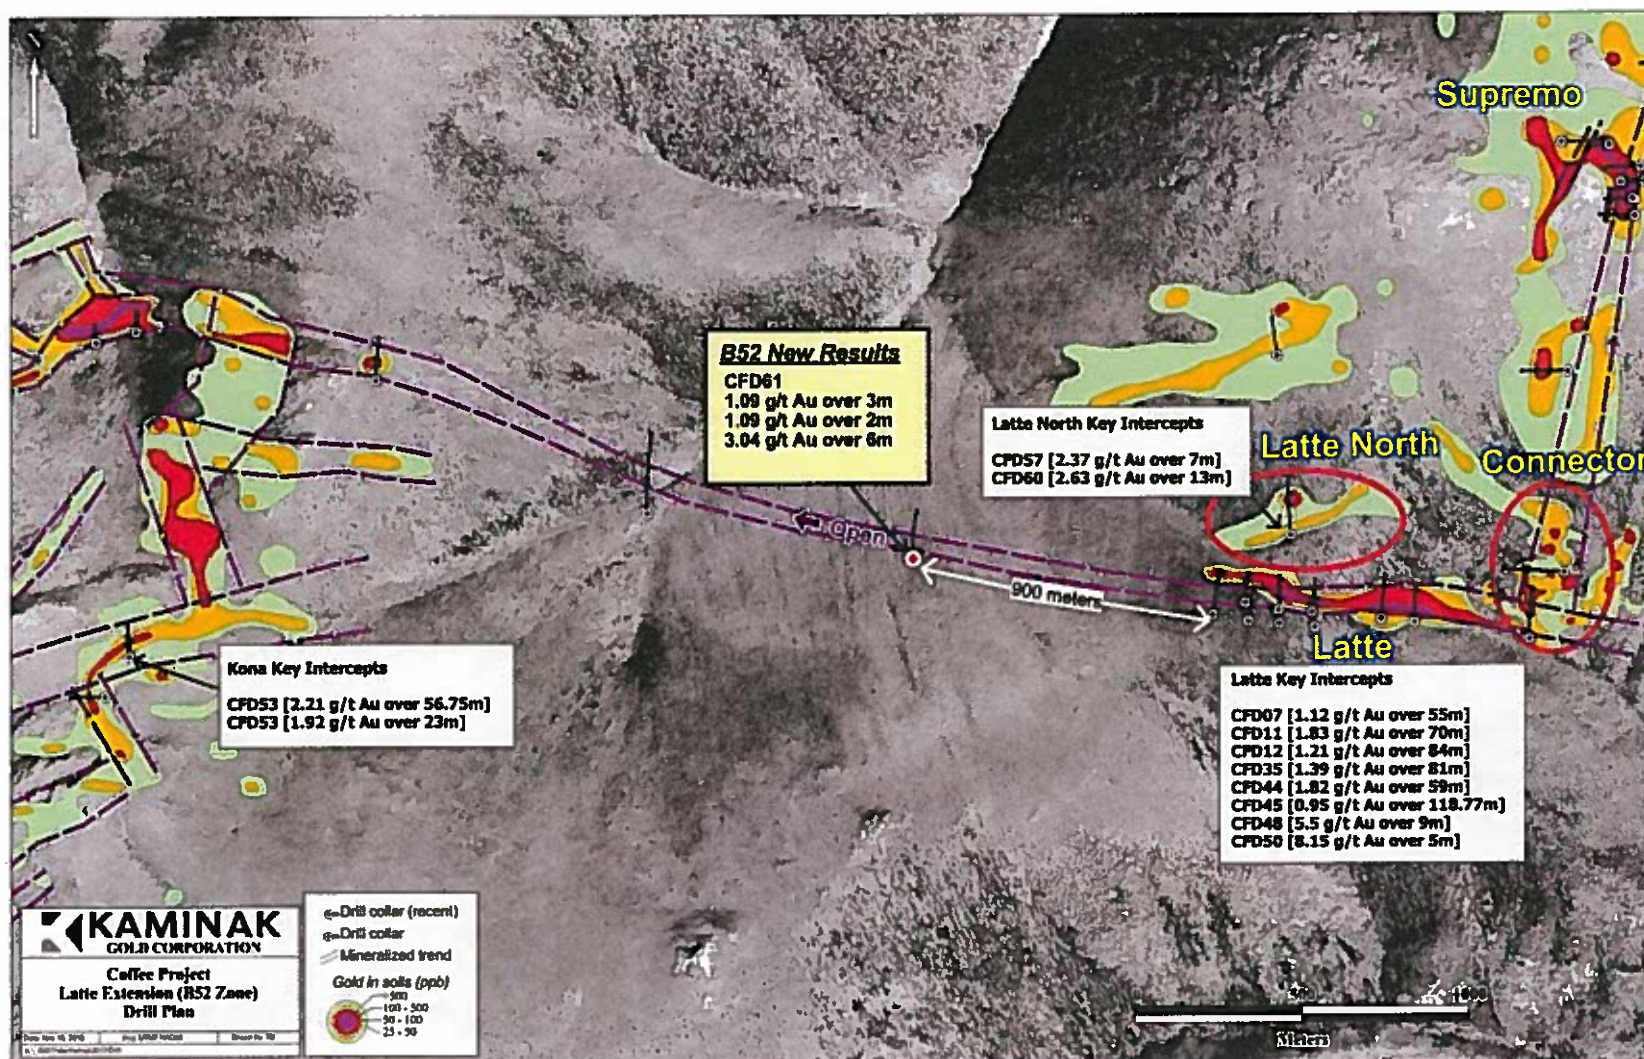 Supremo
B52 New Results
CFD61
1.09 g/t Au over 3m
1.09 g/t Au over 2m
3.04 g/t Au over 6m
Latte North Key Intercepts
CFD57 [2.37 g/t Au over 7m]
CFD60 [2.63 g/t Au over 13m]
Latte North
Connector
Open
900 meters
Latte
Kona Key Intercepts
CFD53 [2.21 g/t Au over 56.75m]
CFD53 [1.92 g/t Au over 23m]
Latte Key Intercepts
CFD07 [1.12 g/t Au over 55m]
CFD11 [1.83 g/t Au over 70m]
CFD12 [1.21 g/t Au over 84m]
CFD35 [1.39 g/t Au over 81m]
CFD44 [1.82 g/t Au over 59m]
CFD45 [0.95 g/t Au over 118.77m]
CFD48 [5.5 g/t Au over 9m]
CFD50 [8.15 g/t Au over 5m]
KAMINAK
GOLD CORPORATION
Coffee Project
Latte Extension (B52 Zone)
Drill Plan
Drill collar (recent)
Drill collar
Mineralized trend
Gold in soils (ppb)
100 - 500
50 - 100
25 - 50
Meters